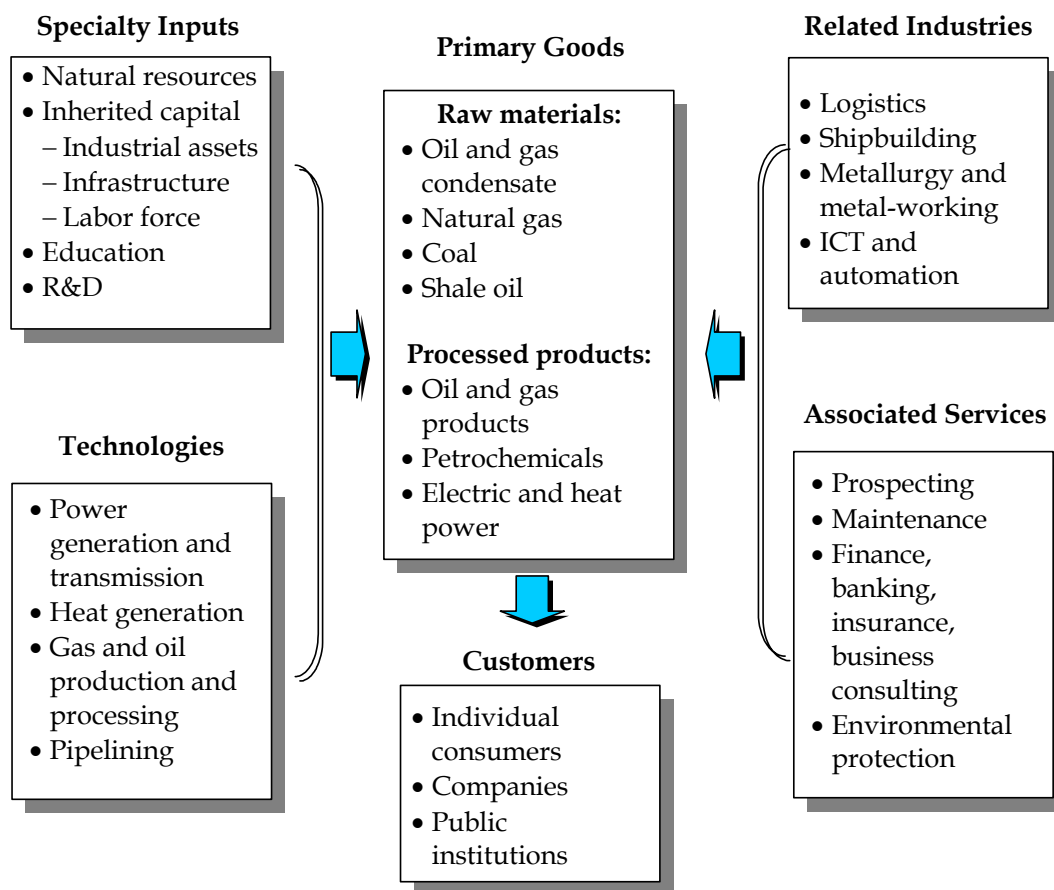 Specialty Inputs
• Natural resources
• Inherited capital
– Industrial assets
– Infrastructure
– Labor force
• Education
• R&D
Technologies
• Power
generation and
transmission
• Heat generation
• Gas and oil
production and
processing
• Pipelining
Primary Goods
Raw materials:
• Oil and gas
condensate
• Natural gas
• Coal
• Shale oil
Processed products:
• Oil and gas
products
• Petrochemicals
• Electric and heat
power
Customers
• Individual
consumers
• Companies
• Public
institutions
Related Industries
• Logistics
• Shipbuilding
• Metallurgy and
metal-working
• ICT and
automation
Associated Services
• Prospecting
• Maintenance
• Finance,
banking,
insurance,
business
consulting
• Environmental
protection